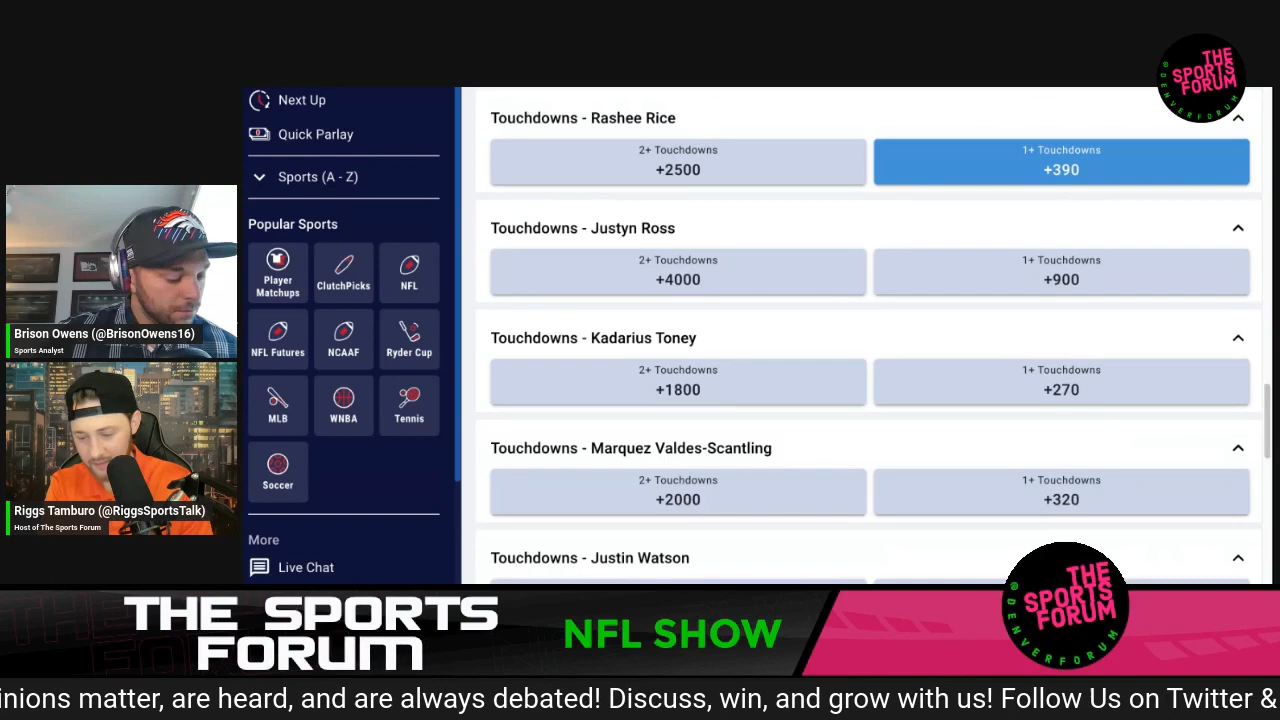 THE
SPORTS
FORUM
@DENVERFORUM
Next Up
Quick Parlay
Sports (A - Z)
Popular Sports
Player
Matchups
ClutchPicks
NFL
NFL Futures
NCAAF
Ryder Cup
MLB
WNBA
Tennis
Soccer
More
Live Chat
Touchdowns - Rashee Rice
2+ Touchdowns
+2500
1+ Touchdowns
+390
Touchdowns - Justyn Ross
2+ Touchdowns
+4000
1+ Touchdowns
+900
Touchdowns - Kadarius Toney
2+ Touchdowns
+1800
1+ Touchdowns
+270
Touchdowns - Marquez Valdes-Scantling
2+ Touchdowns
+2000
1+ Touchdowns
+320
Touchdowns - Justin Watson
Brison Owens (@BrisonOwens16)
Sports Analyst
Riggs Tamburo (@RiggsSportsTalk)
Host of The Sports Forum
THE SPORTS
FORUM
NFL SHOW
THE
SPORTS
FORUM
@DENVERFORUM
inions matter, are heard, and are always debated! Discuss, win, and grow with us! Follow Us on Twitter &